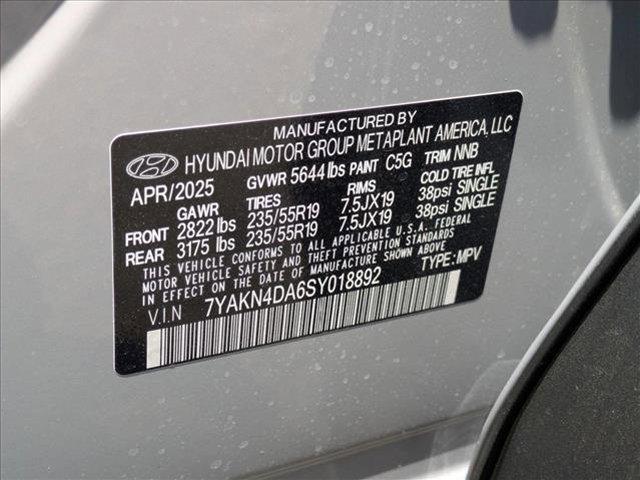 MANUFACTURED BY
HYUNDAI MOTOR GROUP METAPLANT AMERICA, LLC
APR/2025 GVWR 5644 lbs PAINT C5G TRIM NNB
GAWR TIRES RIMS COLD TIRE INFL
FRONT 2822 lbs 235/55R19 7.5JX19 38psi SINGLE
REAR 3175 lbs 235/55R19 7.5JX19 38psi SINGLE
THIS VEHICLE CONFORMS TO ALL APPLICABLE U.S.A. FEDERAL
MOTOR VEHICLE SAFETY AND THEFT PREVENTION STANDARDS
IN EFFECT ON THE DATE OF MANUFACTURE SHOWN ABOVE.
V.I.N 7YAKN4DA6SY018892 TYPE:MPV